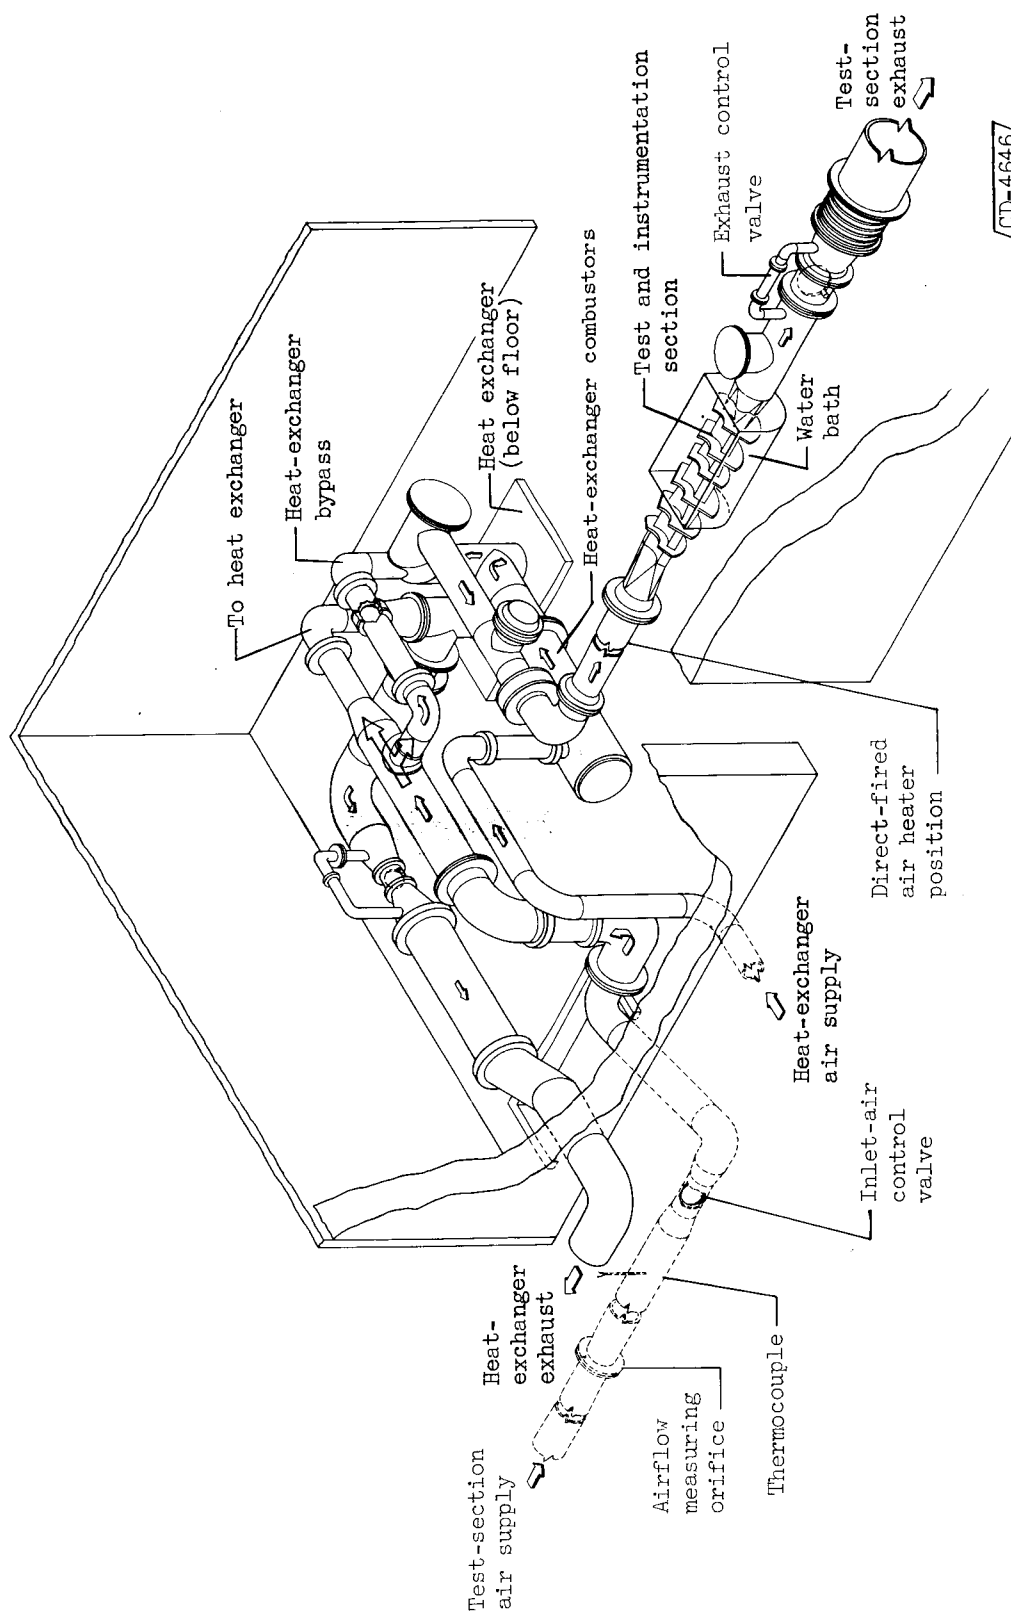 To heat exchanger
Heat-exchanger
bypass
Heat exchanger
(below floor)
Heat-exchanger combustors
Test and instrumentation
section
Exhaust control
valve
Test-
section
exhaust
Water
bath
CD-4646
Direct-fired
air heater
position
Heat-exchanger
air supply
Inlet-air
control
valve
Heat-
exchanger
exhaust
Thermocouple
Airflow
measuring
orifice
Test-section
air supply